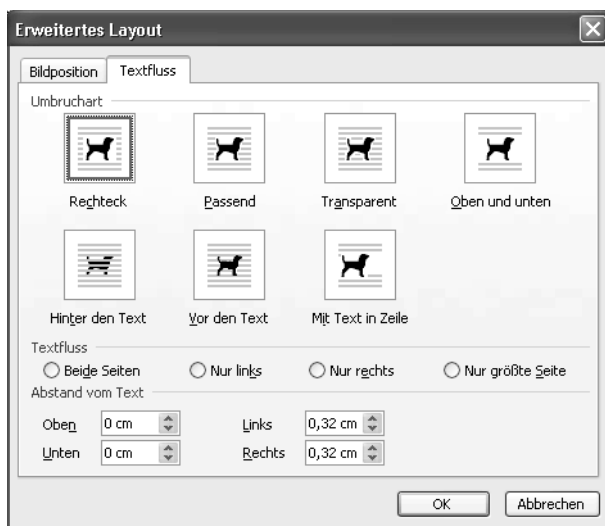 Erweitertes Layout
Bildposition Textfluss
Umbruchart
Rechteck Passend Transparent Oben und unten
Hinter den Text Vor den Text Mit Text in Zeile
Textfluss
Beide Seiten Nur links Nur rechts Nur größte Seite
Abstand vom Text
Oben 0 cm Links 0,32 cm
Unten 0 cm Rechts 0,32 cm
OK Abbrechen